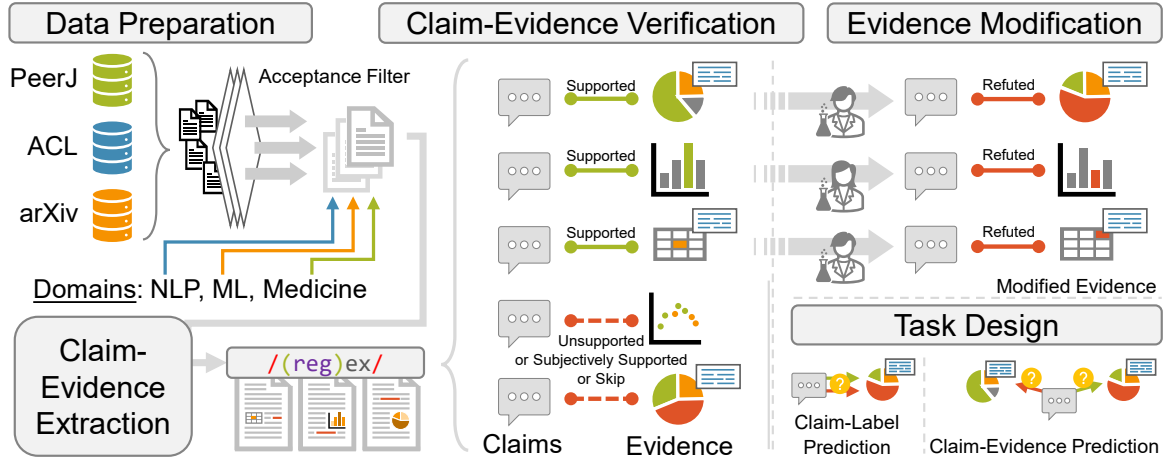 Data Preparation
PeerJ
ACL
arXiv
Acceptance Filter
Domains: NLP, ML, Medicine
Claim-
Evidence
Extraction
/(reg)ex/
Claim-Evidence Verification
Supported
Supported
Supported
Unsupported
or Subjectively Supported
or Skip
Claims
Evidence
Evidence Modification
Refuted
Refuted
Refuted
Modified Evidence
Task Design
?
Claim-Label
Prediction
? ?
Claim-Evidence Prediction